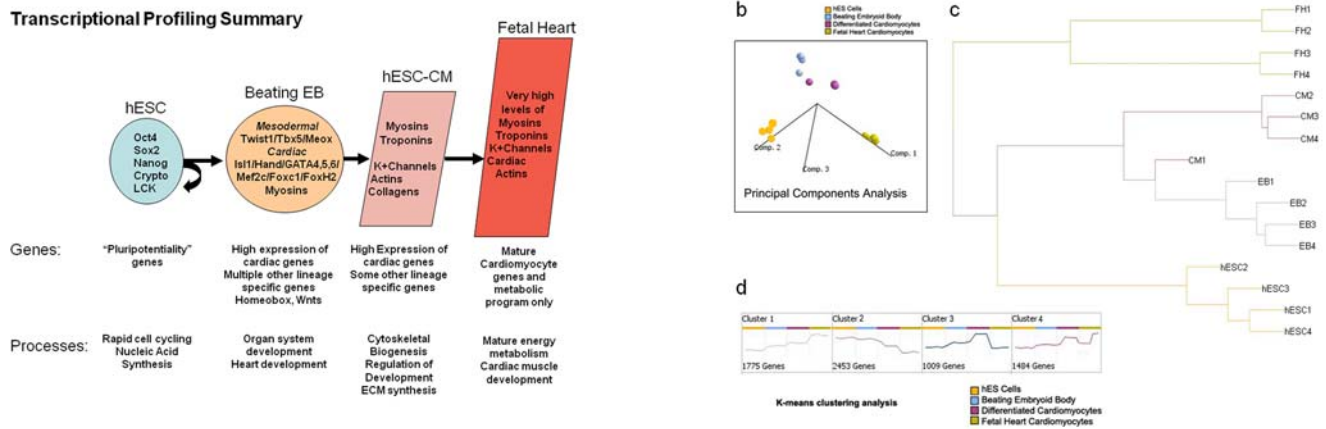 Transcriptional Profiling Summary
hESC
Oct4
Sox2
Nanog
Crypto
LCK
Beating EB
Mesodermal
Twist1/Tbx5/Meox
Cardiac
Isl1/Hand/GATA4,5,6/
Mef2c/Foxc1/FoxH2
Myosins
hESC-CM
Myosins
Troponins
K+Channels
Actins
Collagens
Fetal Heart
Very high
levels of
Myosins
Troponins
K+Channels
Cardiac
Actins
Genes:
"Pluripotentiality"
genes
High expression of
cardiac genes
Multiple other lineage
specific genes
Homeobox, Wnts
High Expression of
cardiac genes
Some other lineage
specific genes
Mature
Cardiomyocyte
genes and
metabolic
program only
Processes:
Rapid cell cycling
Nucleic Acid
Synthesis
Organ system
development
Heart development
Cytoskeletal
Biogenesis
Regulation of
Development
ECM synthesis
Mature energy
metabolism
Cardiac muscle
development
b
hES Cells
Beating Embryoid Body
Differentiated Cardiomyocytes
Fetal Heart Cardiomyocytes
Comp. 2
Comp. 3
Comp. 1
Principal Components Analysis
c
FH1
FH2
FH3
FH4
CM2
CM3
CM4
CM1
EB1
EB2
EB3
EB4
hESC2
hESC3
hESC1
hESC4
d
Cluster 1
Cluster 2
Cluster 3
Cluster 4
1775 Genes
2453 Genes
1009 Genes
1484 Genes
K-means clustering analysis
hES Cells
Beating Embryoid Body
Differentiated Cardiomyocytes
Fetal Heart Cardiomyocytes